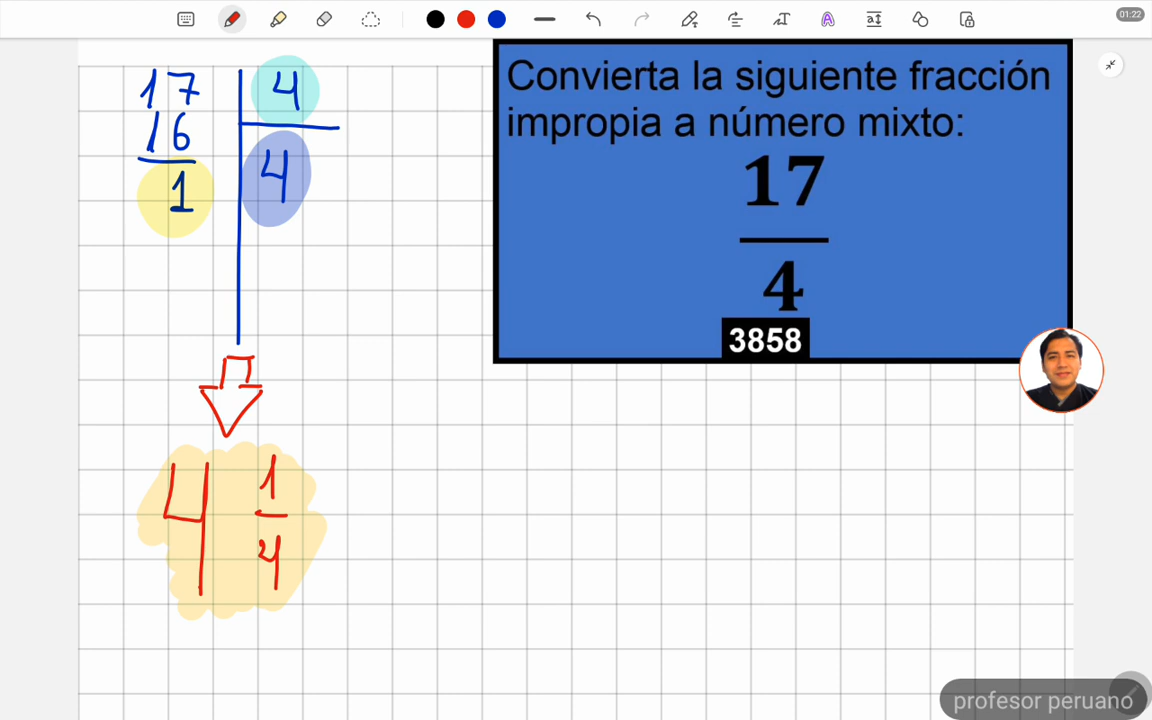 01:22
17 4
16 4
1
4 1/4
Convierta la siguiente fracción
impropia a número mixto:
17
4
3858
profesor peruano